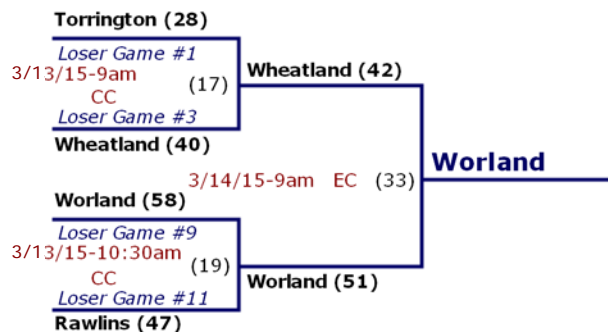 Torrington (28)
Loser Game #1
3/13/15-9am
(17)
CC
Loser Game #3
Wheatland (40)
Wheatland (42)
3/14/15-9am EC (33)
Worland
Worland (58)
Loser Game #9
3/13/15-10:30am
(19)
CC
Loser Game #11
Rawlins (47)
Worland (51)